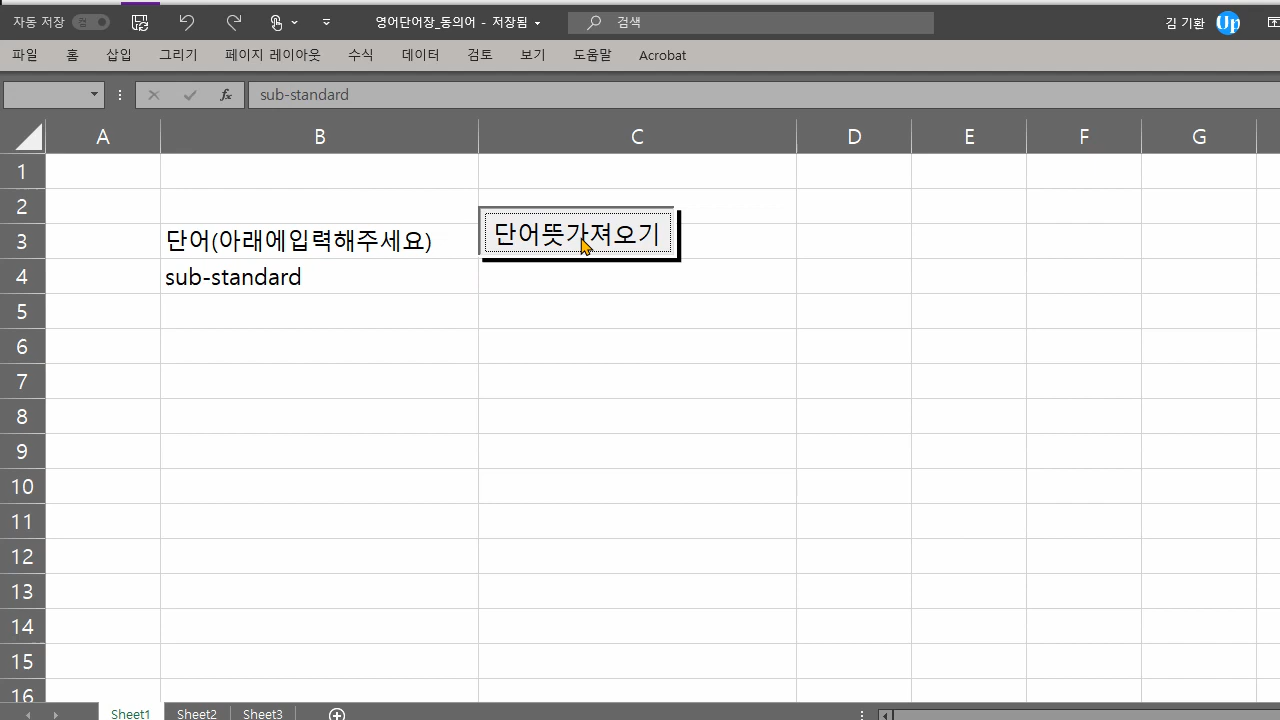 자동 저장 영어단어장_동의어 - 저장됨 검색 김 기환 Up
파일 홈 삽입 그리기 페이지 레이아웃 수식 데이터 검토 보기 도움말 Acrobat
fx sub-standard
A B C D E F G
1
2
3 단어(아래에입력해주세요) 단어뜻가져오기
4 sub-standard
5
6
7
8
9
10
11
12
13
14
15
16
Sheet1 Sheet2 Sheet3